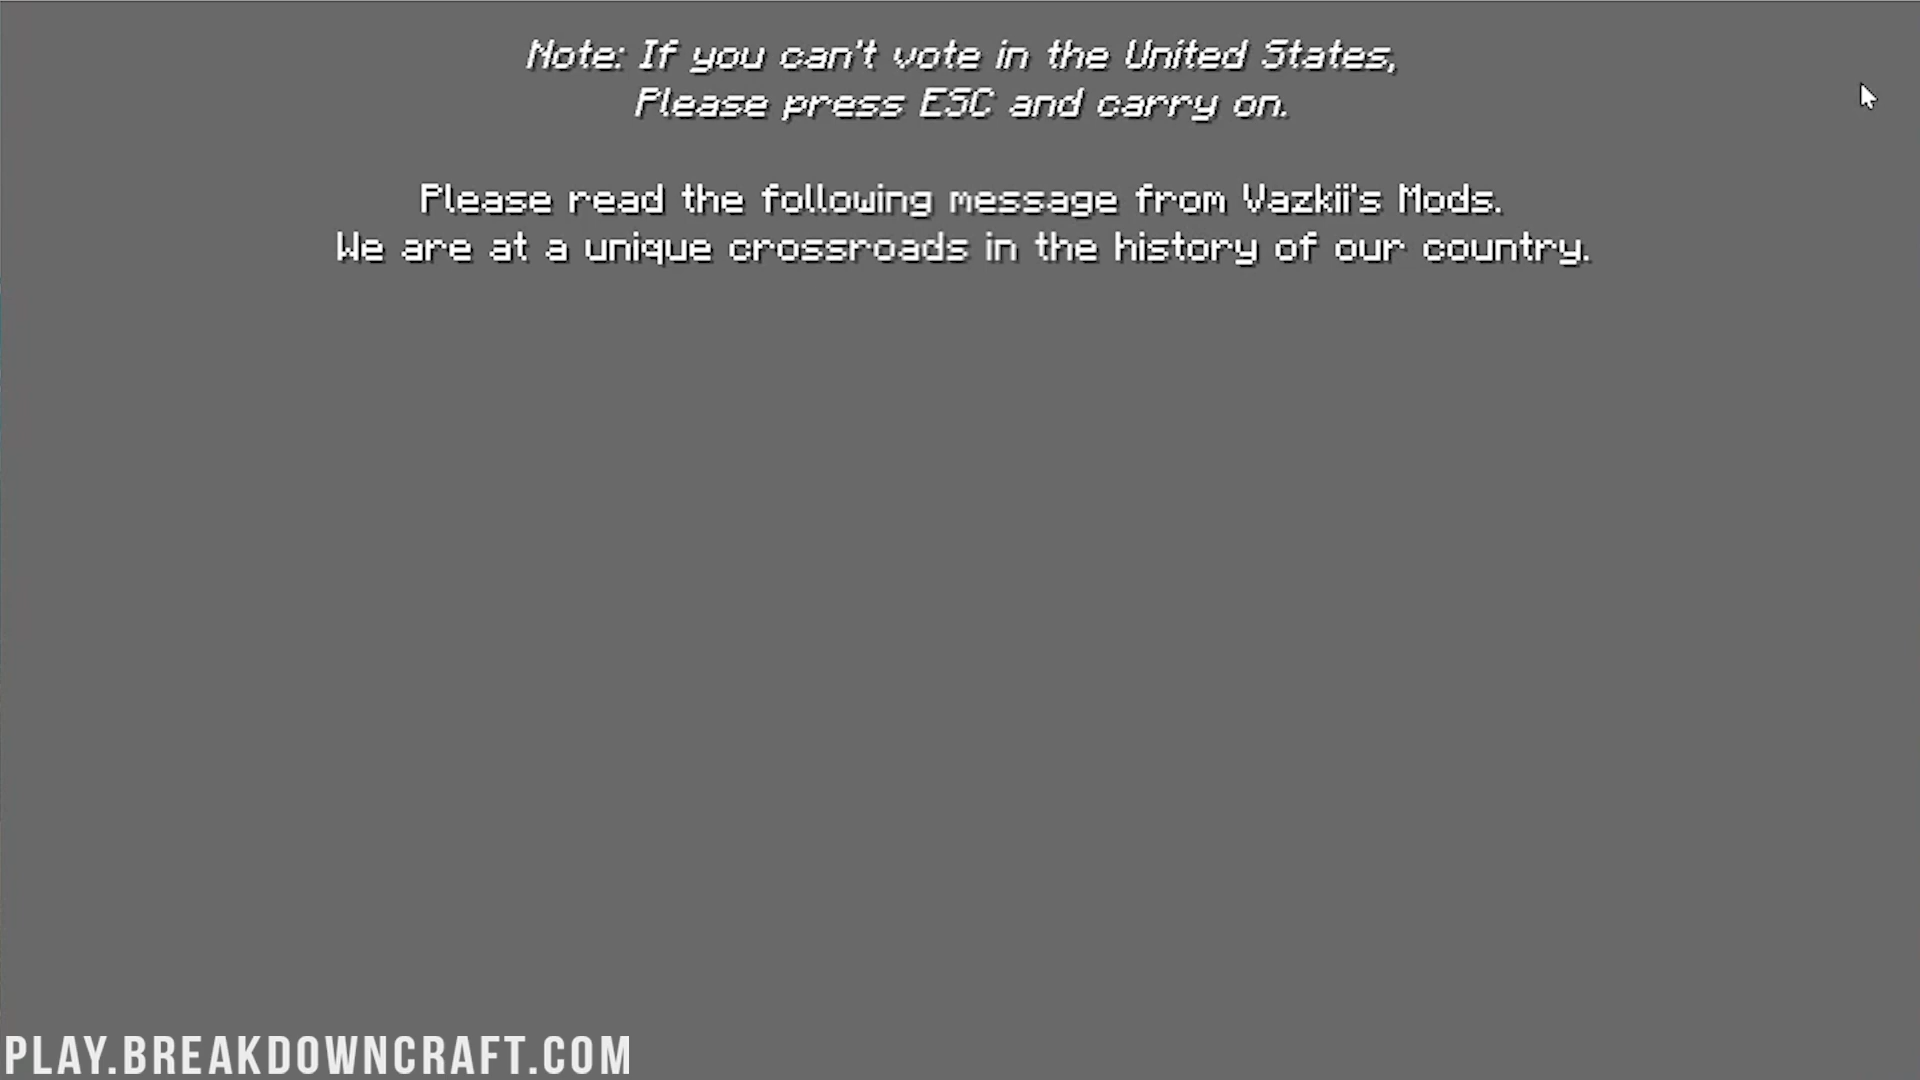 Note: If you can't vote in the United States,
Please press ESC and carry on.
Please read the following message from Vazkii's Mods.
We are at a unique crossroads in the history of our country.
PLAY.BREAKDOWNCRAFT.COM